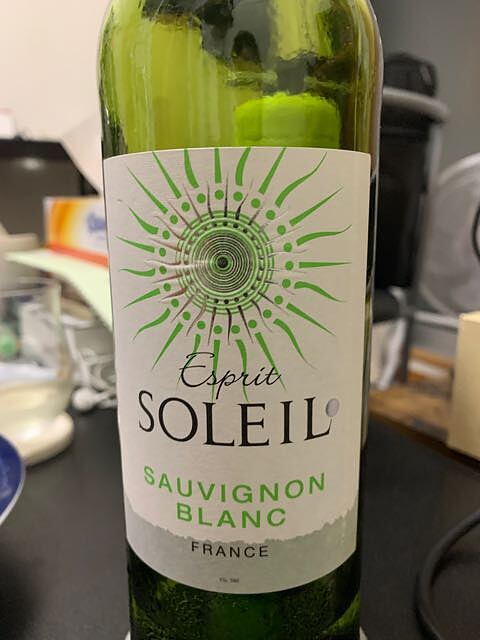 Esprit
SOLEIL
SAUVIGNON
BLANC
FRANCE